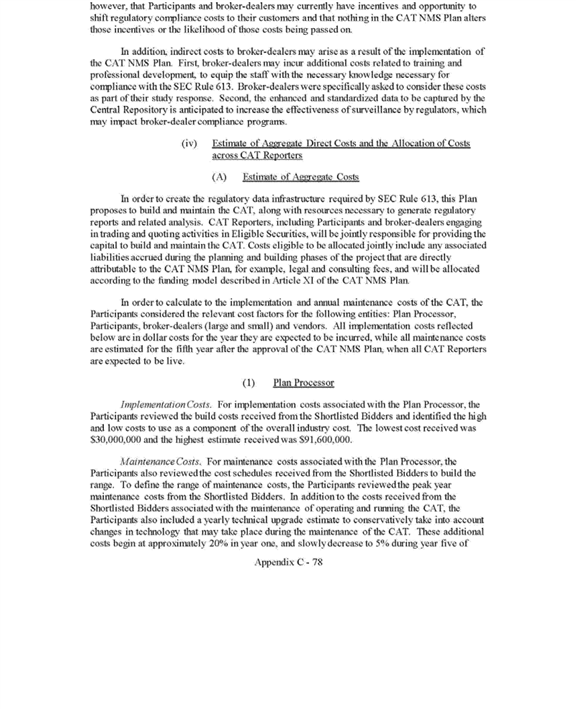 however, that Participants and broker-dealers may currently have incentives and opportunity to
shift regulatory compliance costs to their customers and that nothing in the CAT NMS Plan alters
those incentives or the likelihood of those costs being passed on.
In addition, indirect costs to broker-dealers may arise as a result of the implementation of
the CAT NMS Plan. First, broker-dealers may incur additional costs related to training and
professional development, to equip the staff with the necessary knowledge necessary for
compliance with the SEC Rule 613. Broker-dealers were specifically asked to consider these costs
as part of their study response. Second, the enhanced and standardized data to be captured by the
Central Repository is anticipated to increase the effectiveness of surveillance by regulators, which
may impact broker-dealer compliance programs.
(iv) Estimate of Aggregate Direct Costs and the Allocation of Costs
across CAT Reporters
(A) Estimate of Aggregate Costs
In order to create the regulatory data infrastructure required by SEC Rule 613, this Plan
proposes to build and maintain the CAT, along with resources necessary to generate regulatory
reports and related analysis. CAT Reporters, including Participants and broker-dealers engaging
in trading and quoting activities in Eligible Securities, will be jointly responsible for providing the
capital to build and maintain the CAT. Costs eligible to be allocated jointly include any associated
liabilities accrued during the planning and building phases of the project that are directly
attributable to the CAT NMS Plan, for example, legal and consulting fees, and will be allocated
according to the funding model described in Article XI of the CAT NMS Plan.
In order to calculate to the implementation and annual maintenance costs of the CAT, the
Participants considered the relevant cost factors for the following entities: Plan Processor,
Participants, broker-dealers (large and small) and vendors. All implementation costs reflected
below are in dollar costs for the year they are expected to be incurred, while all maintenance costs
are estimated for the fifth year after the approval of the CAT NMS Plan, when all CAT Reporters
are expected to be live.
(1) Plan Processor
Implementation Costs. For implementation costs associated with the Plan Processor, the
Participants reviewed the build costs received from the Shortlisted Bidders and identified the high
and low costs to use as a component of the overall industry cost. The lowest cost received was
$30,000,000 and the highest estimate received was $91,600,000.
Maintenance Costs. For maintenance costs associated with the Plan Processor, the
Participants also reviewed the cost schedules received from the Shortlisted Bidders to build the
range. To define the range of maintenance costs, the Participants reviewed the peak year
maintenance costs from the Shortlisted Bidders. In addition to the costs received from the
Shortlisted Bidders associated with the maintenance of operating and running the CAT, the
Participants also included a yearly technical upgrade estimate to conservatively take into account
changes in technology that may take place during the maintenance of the CAT. These additional
costs begin at approximately 20% in year one, and slowly decrease to 5% during year five of
Appendix C - 78